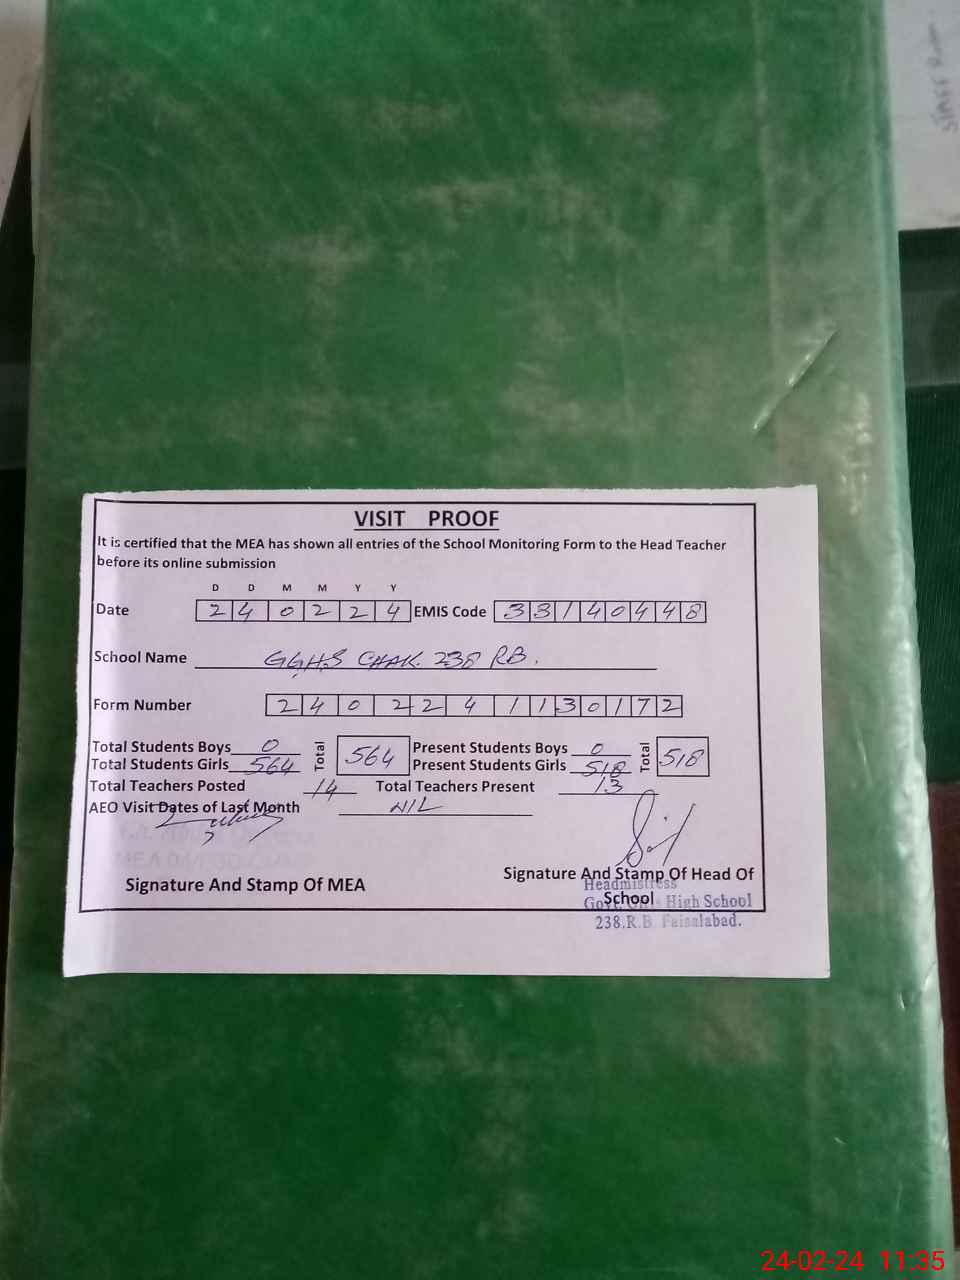 STAFF Room
VISIT PROOF
It is certified that the MEA has shown all entries of the School Monitoring Form to the Head Teacher
before its online submission
D D M M Y Y
Date 2 4 0 2 2 4 EMIS Code 3 3 1 4 0 4 4 8
School Name GGHS CHAK. 238 RB.
Form Number 2 4 0 2 2 4 1 1 3 0 1 7 2
Total Students Boys 0 Total 564 Present Students Boys 0 Total 518
Total Students Girls 564 Present Students Girls 518
Total Teachers Posted 14 Total Teachers Present 13
AEO Visit Dates of Last Month NIL
Signature And Stamp Of MEA
Signature And Stamp Of Head Of
School
Headmistress
Govt. Girls High School
238.R.B. Faisalabad.
24-02-24 11:35